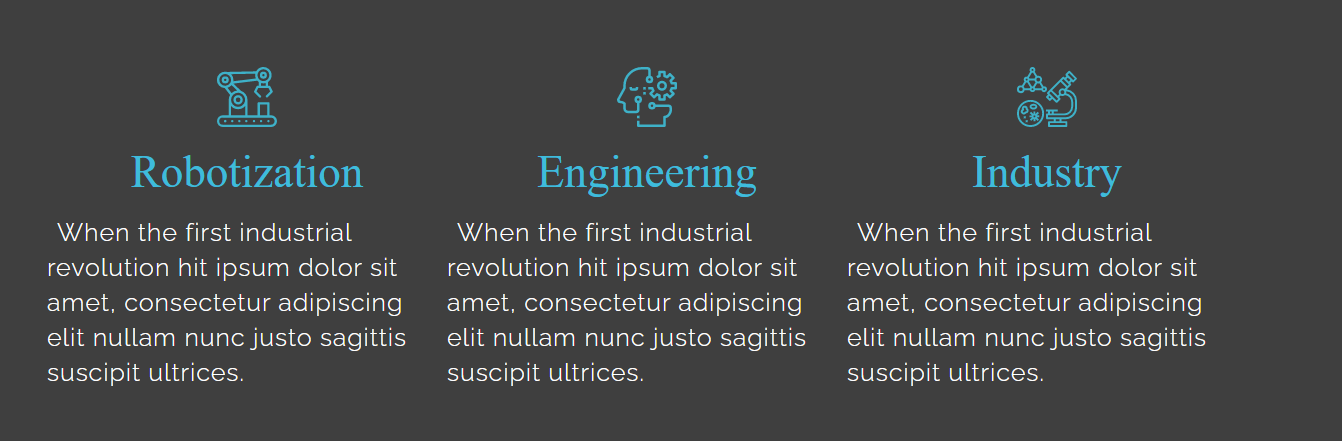 Robotization
When the first industrial
revolution hit ipsum dolor sit
amet, consectetur adipiscing
elit nullam nunc justo sagittis
suscipit ultrices.
Engineering
When the first industrial
revolution hit ipsum dolor sit
amet, consectetur adipiscing
elit nullam nunc justo sagittis
suscipit ultrices.
Industry
When the first industrial
revolution hit ipsum dolor sit
amet, consectetur adipiscing
elit nullam nunc justo sagittis
suscipit ultrices.